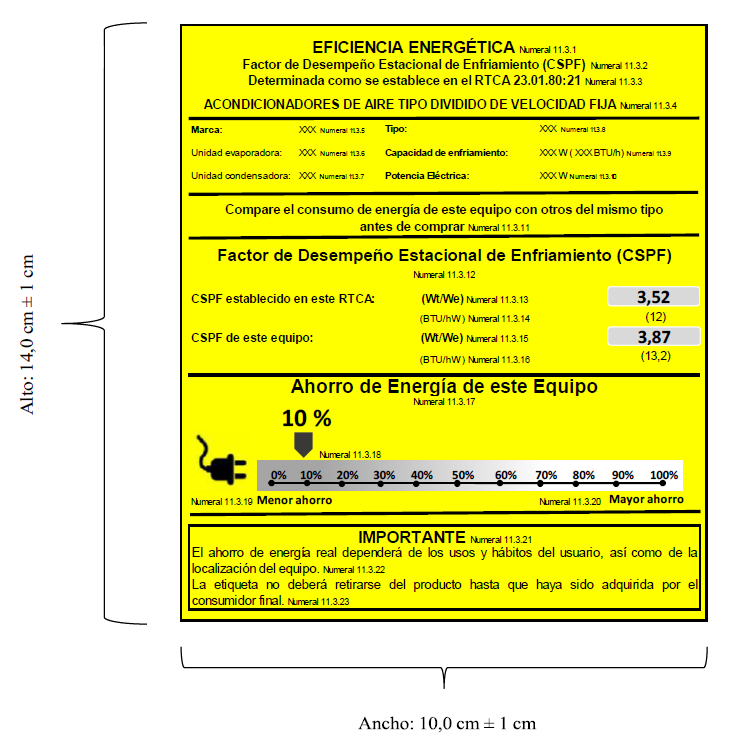 EFICIENCIA ENERGÉTICA Numeral 11.3.1
Factor de Desempeño Estacional de Enfriamiento (CSPF) Numeral 11.3.2
Determinada como se establece en el RTCA 23.01.80:21 Numeral 11.3.3
ACONDICIONADORES DE AIRE TIPO DIVIDIDO DE VELOCIDAD FIJA Numeral 11.3.4
Marca: XXX Numeral 11.3.5 Tipo: XXX Numeral 11.3.8
Unidad evaporadora: XXX Numeral 11.3.6 Capacidad de enfriamiento: XXX W ( XXX BTU/h) Numeral 11.3.9
Unidad condensadora: XXX Numeral 11.3.7 Potencia Eléctrica: XXX W Numeral 11.3.10
Compare el consumo de energía de este equipo con otros del mismo tipo
antes de comprar Numeral 11.3.11
Factor de Desempeño Estacional de Enfriamiento (CSPF)
Numeral 11.3.12
CSPF establecido en este RTCA: (Wt/We) Numeral 11.3.13 3,52
(BTU/hW) Numeral 11.3.14 (12)
CSPF de este equipo: (Wt/We) Numeral 11.3.15 3,87
(BTU/hW) Numeral 11.3.16 (13,2)
Ahorro de Energía de este Equipo
Numeral 11.3.17
10 %
Numeral 11.3.18
0% 10% 20% 30% 40% 50% 60% 70% 80% 90% 100%
Numeral 11.3.19 Menor ahorro Numeral 11.3.20 Mayor ahorro
IMPORTANTE Numeral 11.3.21
El ahorro de energía real dependerá de los usos y hábitos del usuario, así como de la
localización del equipo. Numeral 11.3.22
La etiqueta no deberá retirarse del producto hasta que haya sido adquirida por el
consumidor final. Numeral 11.3.23
Alto: 14,0 cm ± 1 cm
Ancho: 10,0 cm ± 1 cm